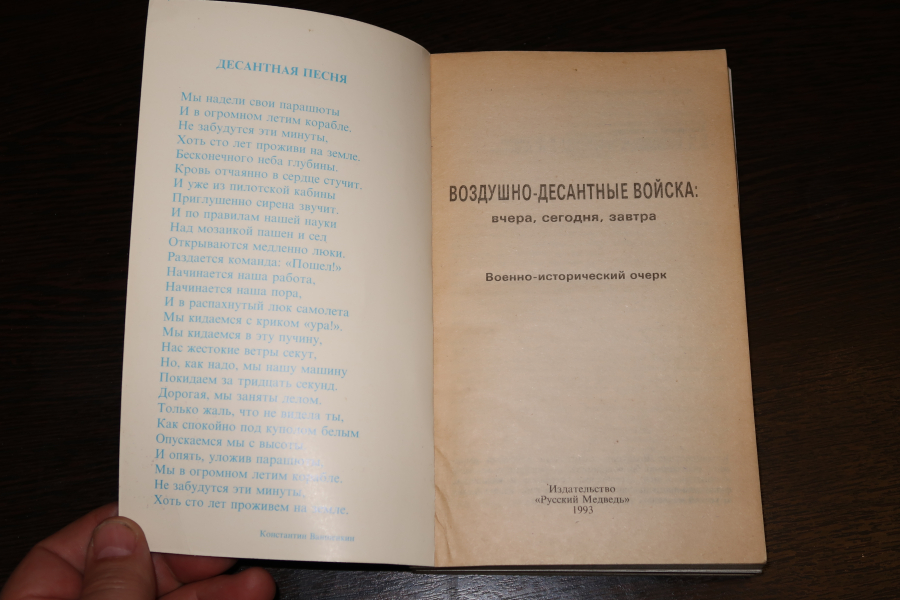 ДЕСАНТНАЯ ПЕСНЯ
Мы надели свои парашюты
И в огромном летим корабле.
Не забудутся эти минуты,
Хоть сто лет проживи на земле.
Бесконечного неба глубины.
Кровь отчаянно в сердце стучит.
И уже из пилотской кабины
Приглушенно сирена звучит.
И по правилам нашей науки
Над мозаикой пашен и сел
Открываются медленно люки.
Раздается команда: «Пошел!»
Начинается наша работа,
Начинается наша пора,
И в распахнутый люк самолета
Мы кидаемся с криком «ура!».
Мы кидаемся в эту пучину,
Нас жестокие ветры секут,
Но, как надо, мы нашу машину
Покидаем за тридцать секунд.
Дорогая, мы заняты делом,
Только жаль, что не видала ты,
Как спокойно под куполом белым
Опускаемся мы с высоты.
И опять, уложив парашюты,
Мы в огромном летим корабле.
Не забудутся эти минуты,
Хоть сто лет проживем на земле.
Константин
ВОЗДУШНО-ДЕСАНТНЫЕ ВОЙСКА:
вчера, сегодня, завтра
Военно-исторический очерк
Издательство
«Русский Медведь»
1993